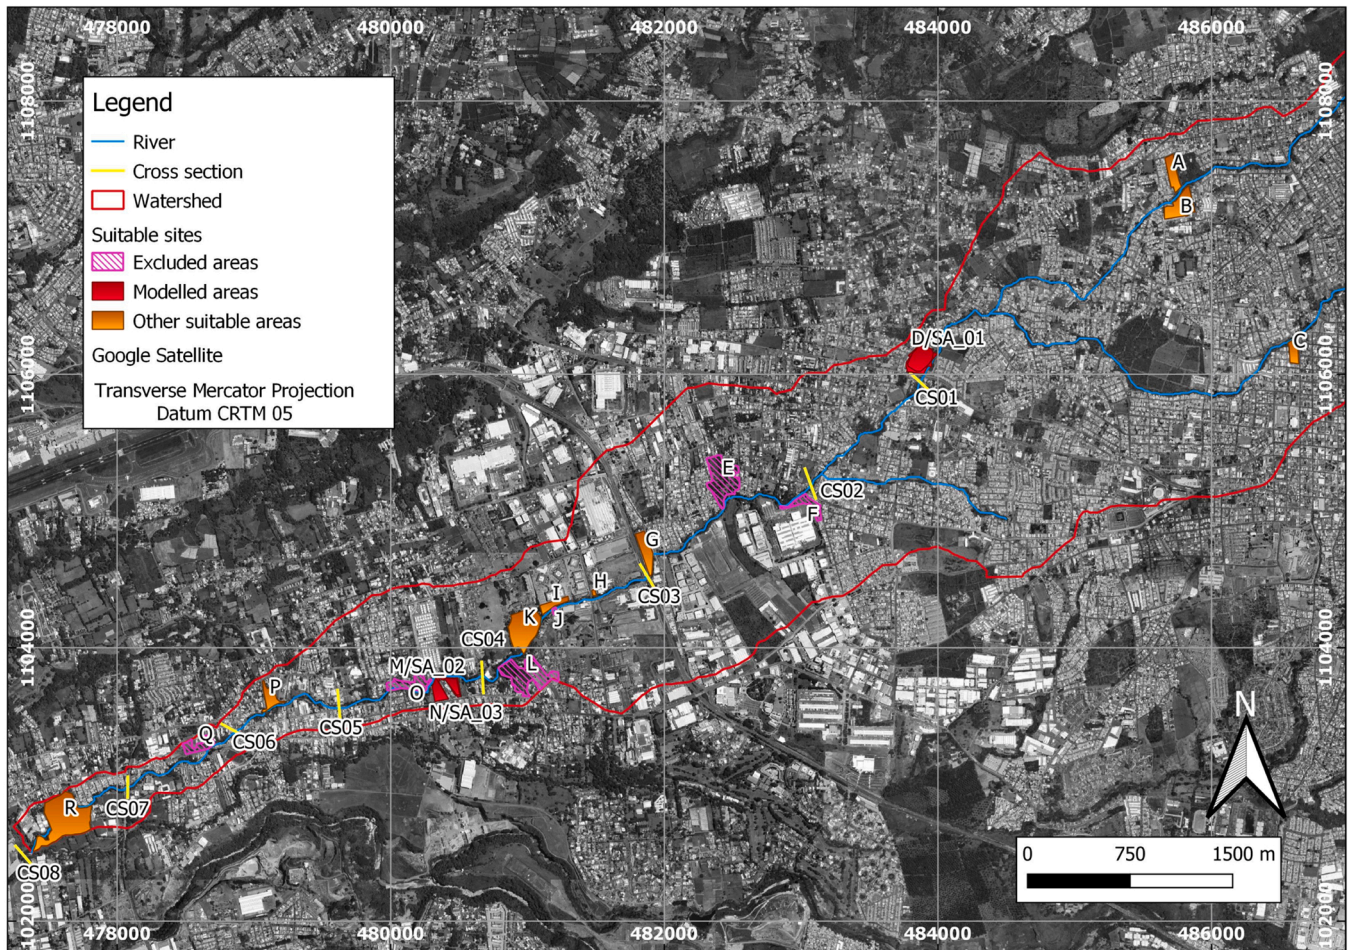 478000 480000 482000 484000 486000
1108000
1108000
Legend
River
Cross section
Watershed
Suitable sites
Excluded areas
Modelled areas
Other suitable areas
Google Satellite
Transverse Mercator Projection
Datum CRTM 05
A
B
D/SA_01
C
1106000
1106000
CS01
E
CS02
F
G
H
CS03
I
K
J
1104000
1104000
CS04
L
M/SA_02
O
P
N/SA_03
N
CS05
Q
CS06
R
CS07
0 750 1500 m
CS08
102000
102000
478000 480000 482000 484000 486000